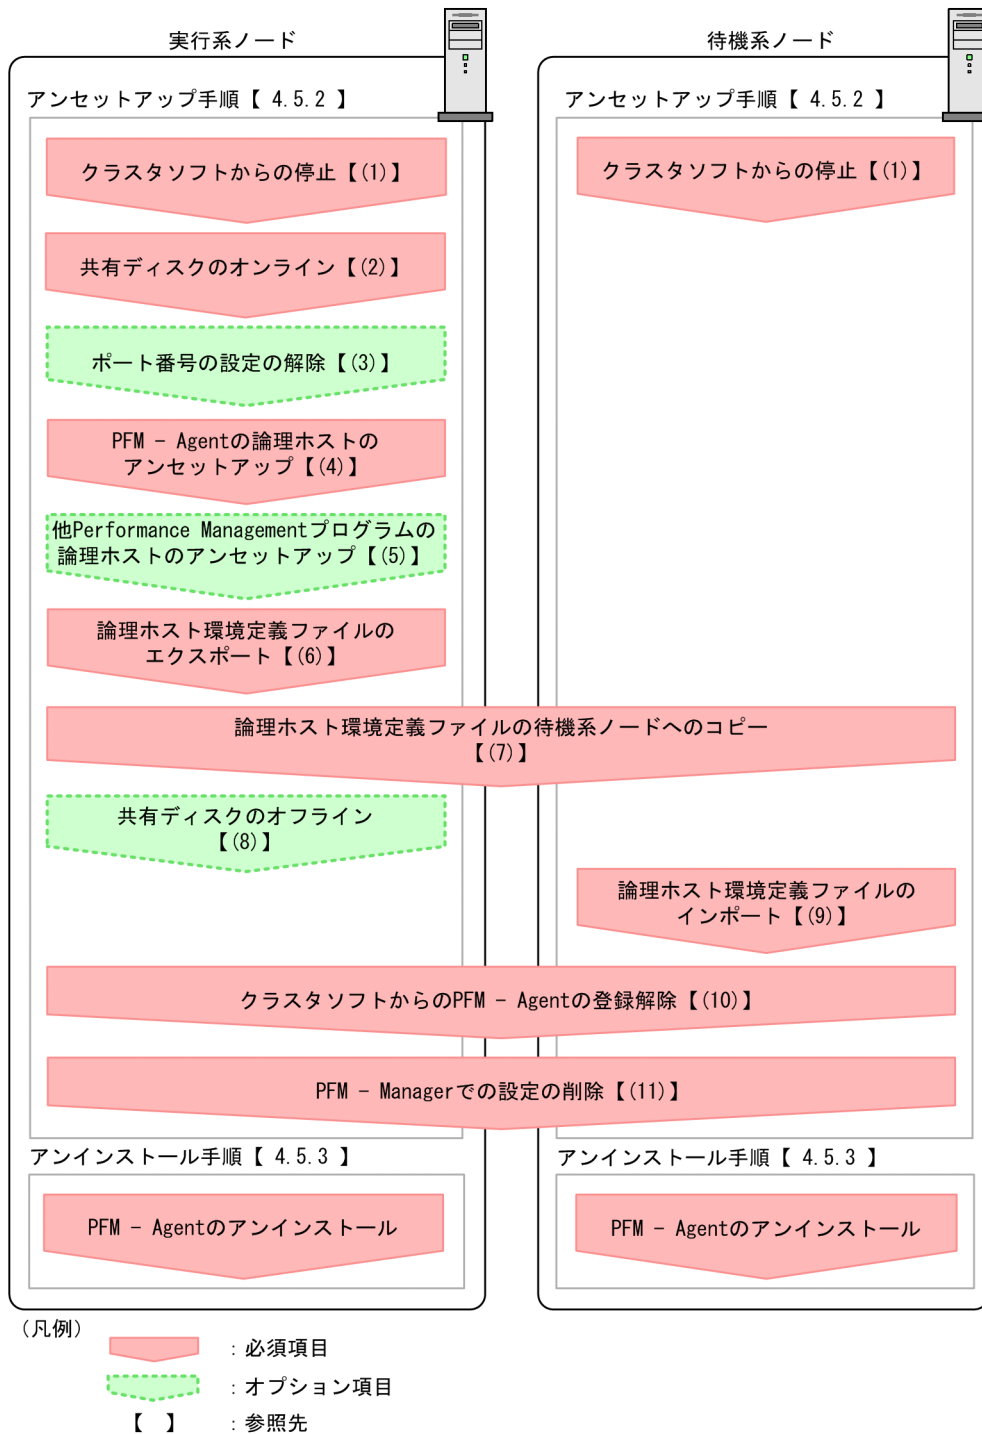 実行系ノード
待機系ノード
アンセットアップ手順【 4.5.2 】
アンセットアップ手順【 4.5.2 】
クラスタソフトからの停止【(1)】
クラスタソフトからの停止【(1)】
共有ディスクのオンライン【(2)】
ポート番号の設定の解除【(3)】
PFM − Agentの論理ホストの
アンセットアップ【(4)】
他Performance Managementプログラムの
論理ホストのアンセットアップ【(5)】
論理ホスト環境定義ファイルの
エクスポート【(6)】
論理ホスト環境定義ファイルの待機系ノードへのコピー
【(7)】
共有ディスクのオフライン
【(8)】
論理ホスト環境定義ファイルの
インポート【(9)】
クラスタソフトからのPFM − Agentの登録解除【(10)】
PFM − Managerでの設定の削除【(11)】
アンインストール手順【 4.5.3 】
アンインストール手順【 4.5.3 】
PFM − Agentのアンインストール
PFM − Agentのアンインストール
(凡例)
：必須項目
：オプション項目
【 】 ：参照先